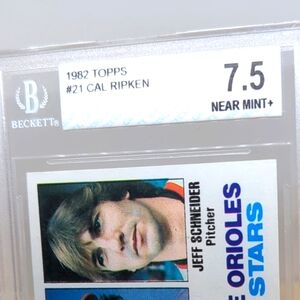 1982 TOPPS
#21 CAL RIPKEN
7.5
NEAR MINT+
B
BECKETT®
JEFF SCHNEIDER
Pitcher
ORIOLES
STARS